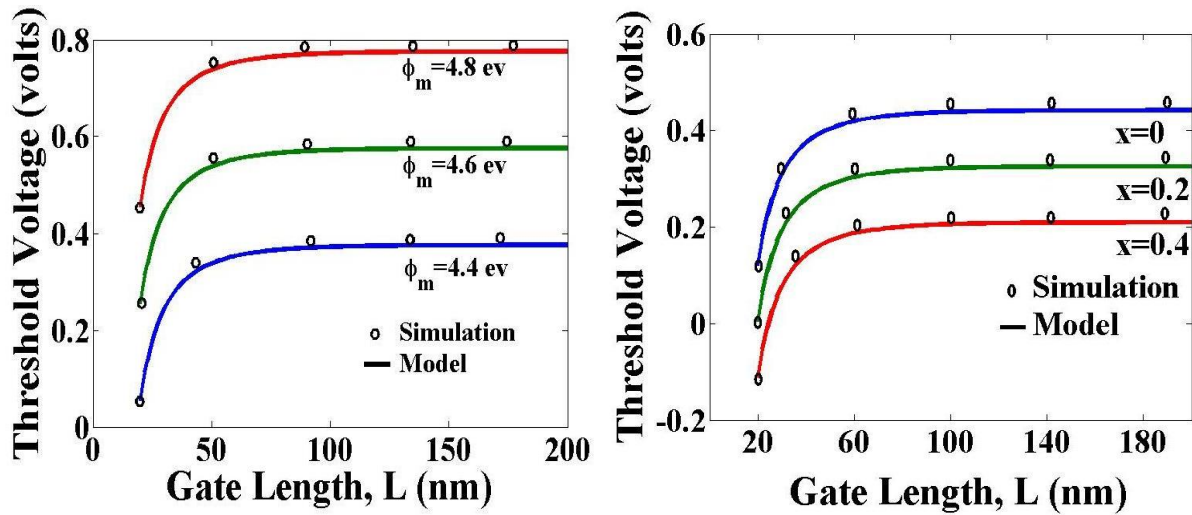 Threshold Voltage (volts)
0.8
0.6
0.4
0.2
0
ϕm=4.8 ev
ϕm=4.6 ev
ϕm=4.4 ev
Simulation
Model
0 50 100 150 200
Gate Length, L (nm)
Threshold Voltage (volts)
0.6
0.4
0.2
0
-0.2
x=0
x=0.2
x=0.4
Simulation
Model
20 60 100 140 180
Gate Length, L (nm)